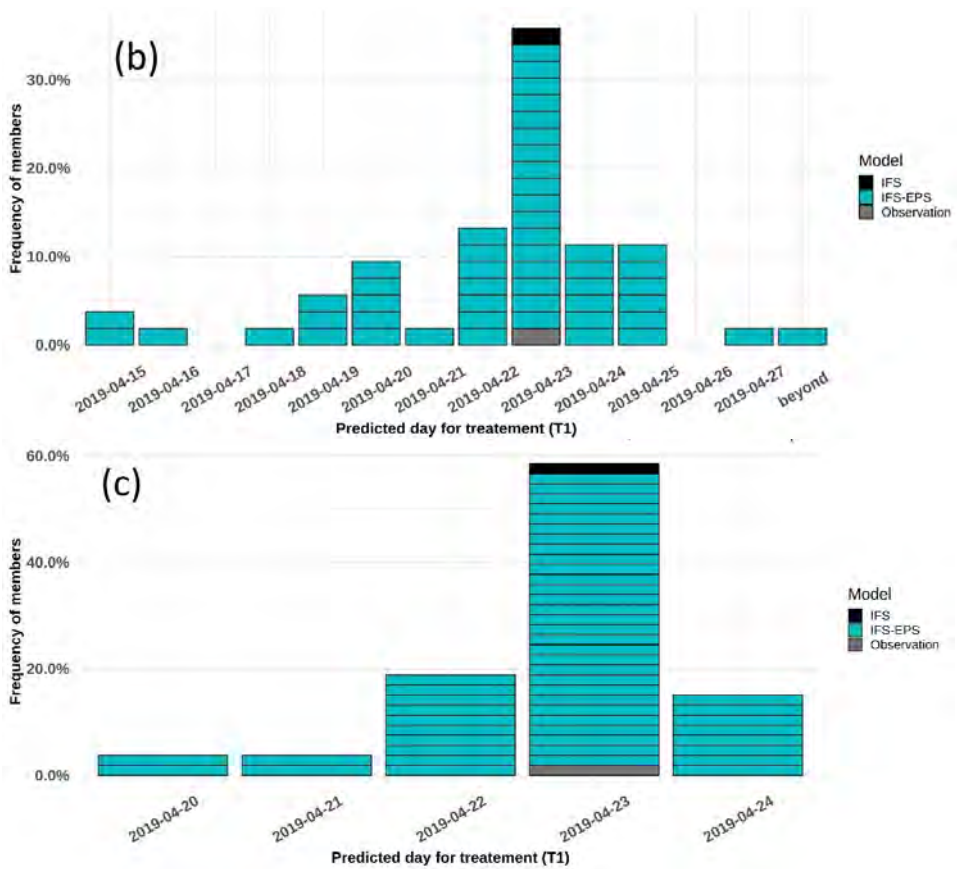 (b)
30.0%
20.0%
10.0%
0.0%
Frequency of members
2019-04-15
2019-04-16
2019-04-17
2019-04-18
2019-04-19
2019-04-20
2019-04-21
2019-04-22
2019-04-23
2019-04-24
2019-04-25
2019-04-26
2019-04-27
beyond
Predicted day for treatement (T1)
Model
IFS
IFS-EPS
Observation
(c)
60.0%
40.0%
20.0%
0.0%
Frequency of members
2019-04-20
2019-04-21
2019-04-22
2019-04-23
2019-04-24
Predicted day for treatement (T1)
Model
IFS
IFS-EPS
Observation